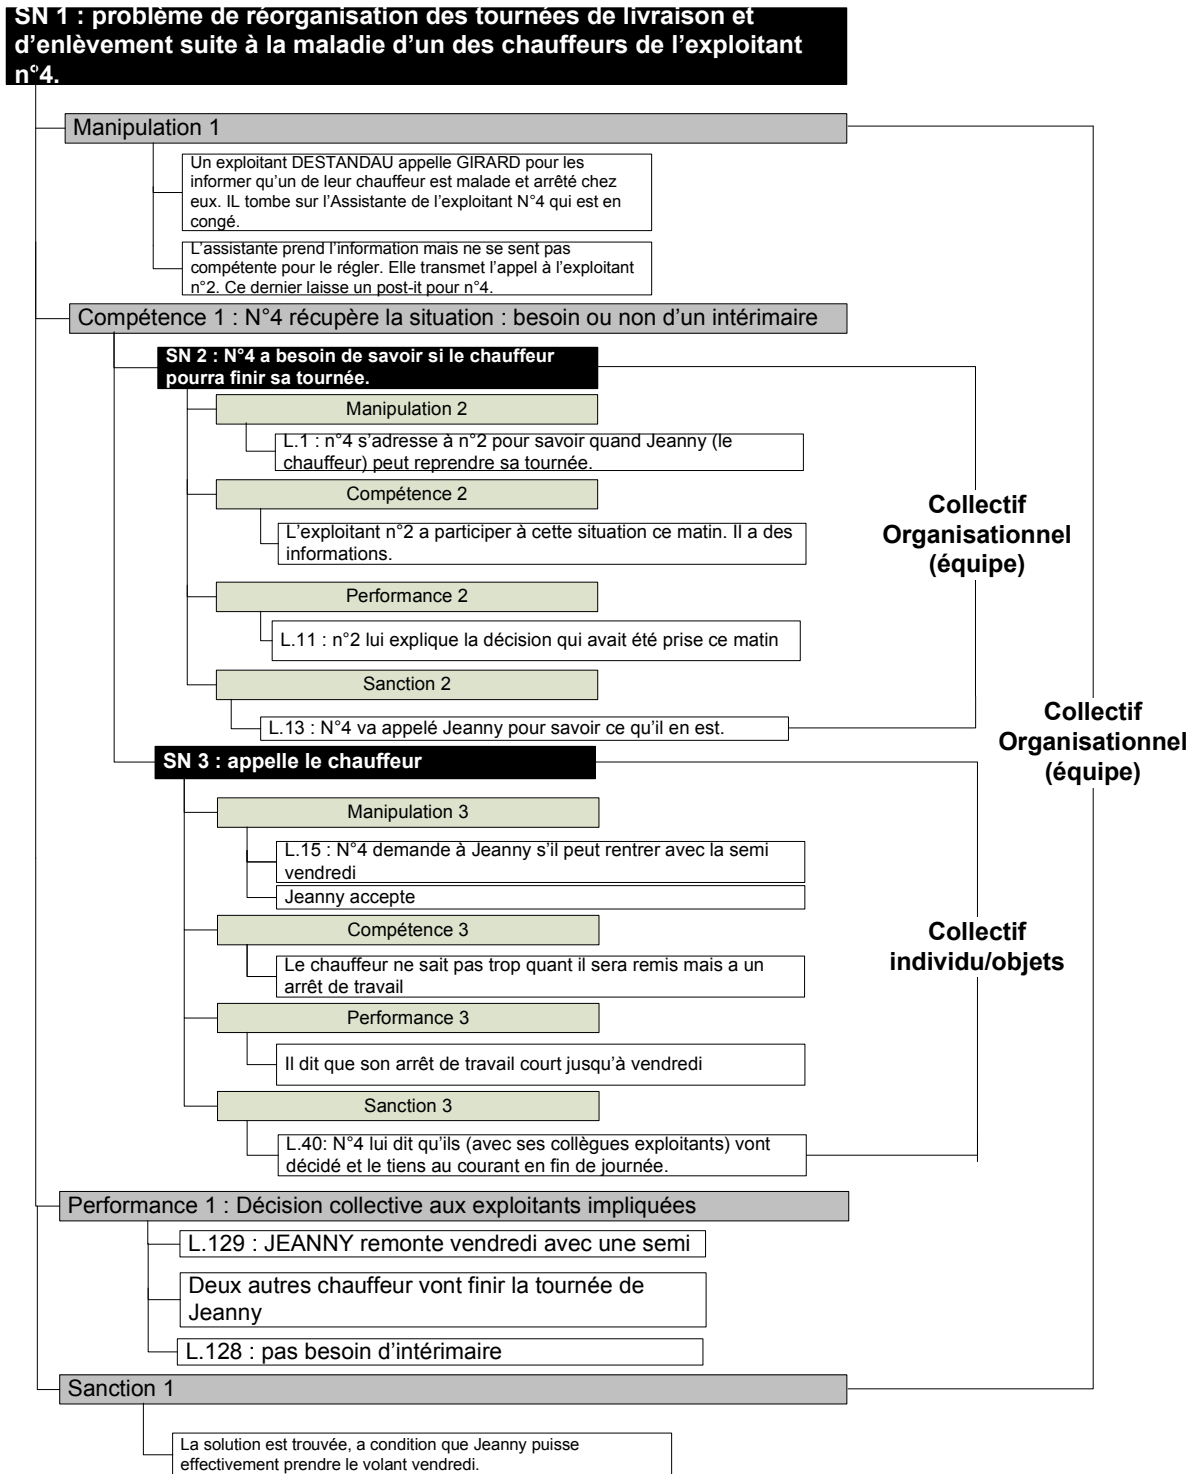 SN 1 : problème de réorganisation des tournées de livraison et
d'enlèvement suite à la maladie d'un des chauffeurs de l'exploitant
n°4.
Manipulation 1
Un exploitant DESTANDAU appelle GIRARD pour les
informer qu'un de leur chauffeur est malade et arrêté chez
eux. IL tombe sur l'Assistante de l'exploitant N°4 qui est en
congé.
L'assistante prend l'information mais ne se sent pas
compétente pour le régler. Elle transmet l'appel à l'exploitant
n°2. Ce dernier laisse un post-it pour n°4.
Compétence 1 : N°4 récupère la situation : besoin ou non d'un intérimaire
SN 2 : N°4 a besoin de savoir si le chauffeur
pourra finir sa tournée.
Manipulation 2
L.1 : n°4 s'adresse à n°2 pour savoir quand Jeanny (le
chauffeur) peut reprendre sa tournée.
Compétence 2
L'exploitant n°2 a participer à cette situation ce matin. Il a des
informations.
Performance 2
L.11 : n°2 lui explique la décision qui avait été prise ce matin
Sanction 2
L.13 : N°4 va appelé Jeanny pour savoir ce qu'il en est.
Collectif
Organisationnel
(équipe)
SN 3 : appelle le chauffeur
Manipulation 3
L.15 : N°4 demande à Jeanny s'il peut rentrer avec la semi
vendredi
Jeanny accepte
Compétence 3
Le chauffeur ne sait pas trop quant il sera remis mais a un
arrêt de travail
Performance 3
Il dit que son arrêt de travail court jusqu'à vendredi
Sanction 3
L.40: N°4 lui dit qu'ils (avec ses collègues exploitants) vont
décidé et le tiens au courant en fin de journée.
Collectif
individu/objets
Collectif
Organisationnel
(équipe)
Performance 1 : Décision collective aux exploitants impliquées
L.129 : JEANNY remonte vendredi avec une semi
Deux autres chauffeur vont finir la tournée de
Jeanny
L.128 : pas besoin d'intérimaire
Sanction 1
La solution est trouvée, a condition que Jeanny puisse
effectivement prendre le volant vendredi.